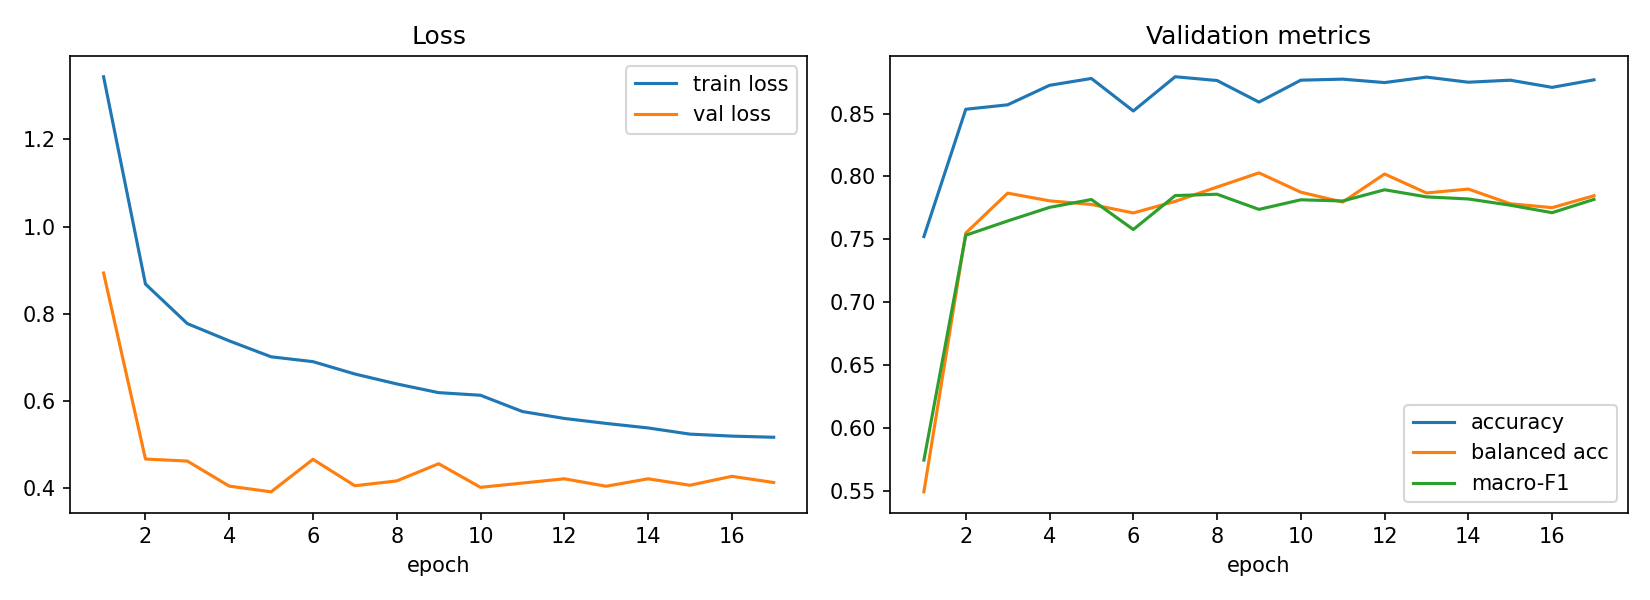 Loss
train loss
val loss
1.2
1.0
0.8
0.6
0.4
2 4 6 8 10 12 14 16
epoch
Validation metrics
0.85
0.80
0.75
0.70
0.65
0.60
0.55
accuracy
balanced acc
macro-F1
2 4 6 8 10 12 14 16
epoch